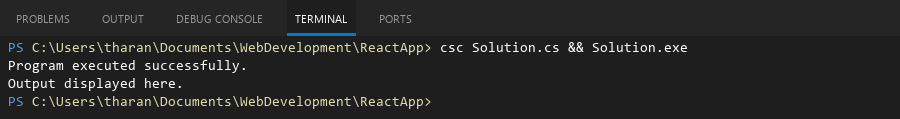 PROBLEMS OUTPUT DEBUG CONSOLE TERMINAL PORTS
PS C:\Users\tharan\Documents\WebDevelopment\ReactApp> csc Solution.cs && Solution.exe
Program executed successfully.
Output displayed here.
PS C:\Users\tharan\Documents\WebDevelopment\ReactApp>